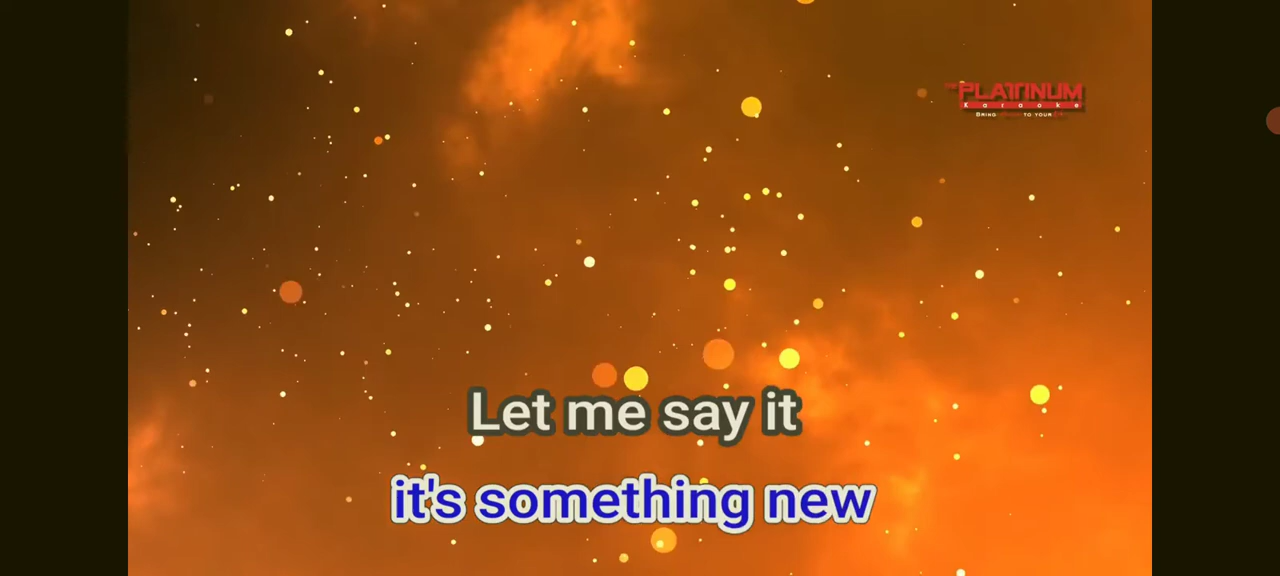 PLATINUM
Karaoke
BRING TO YOUR
Let me say it
it's something new